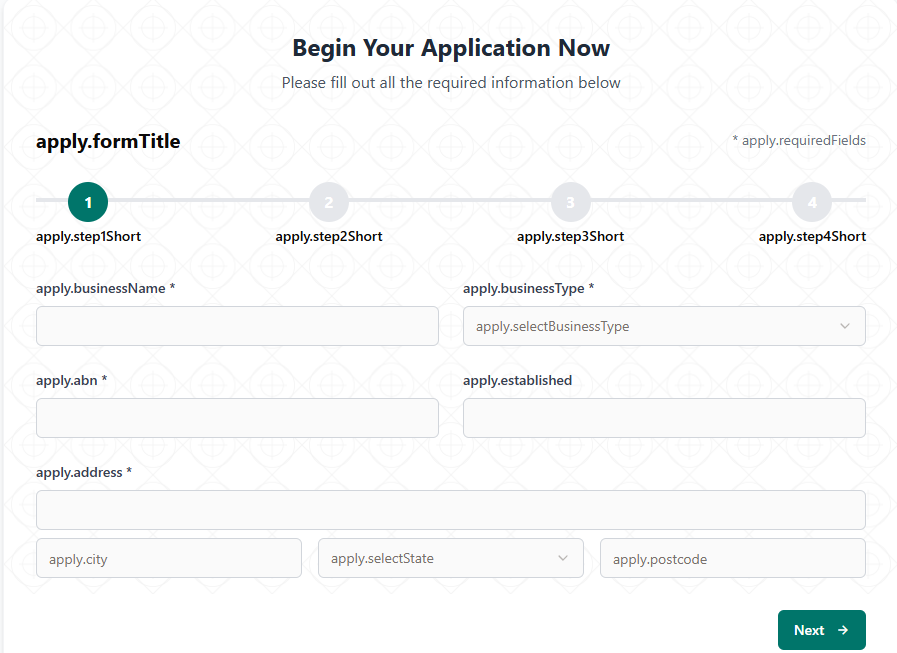 Begin Your Application Now
Please fill out all the required information below
apply.formTitle
* apply.requiredFields
1
2
3
4
apply.step1Short
apply.step2Short
apply.step3Short
apply.step4Short
apply.businessName *
apply.businessType *
apply.selectBusinessType
apply.abn *
apply.established
apply.address *
apply.city
apply.selectState
apply.postcode
Next →